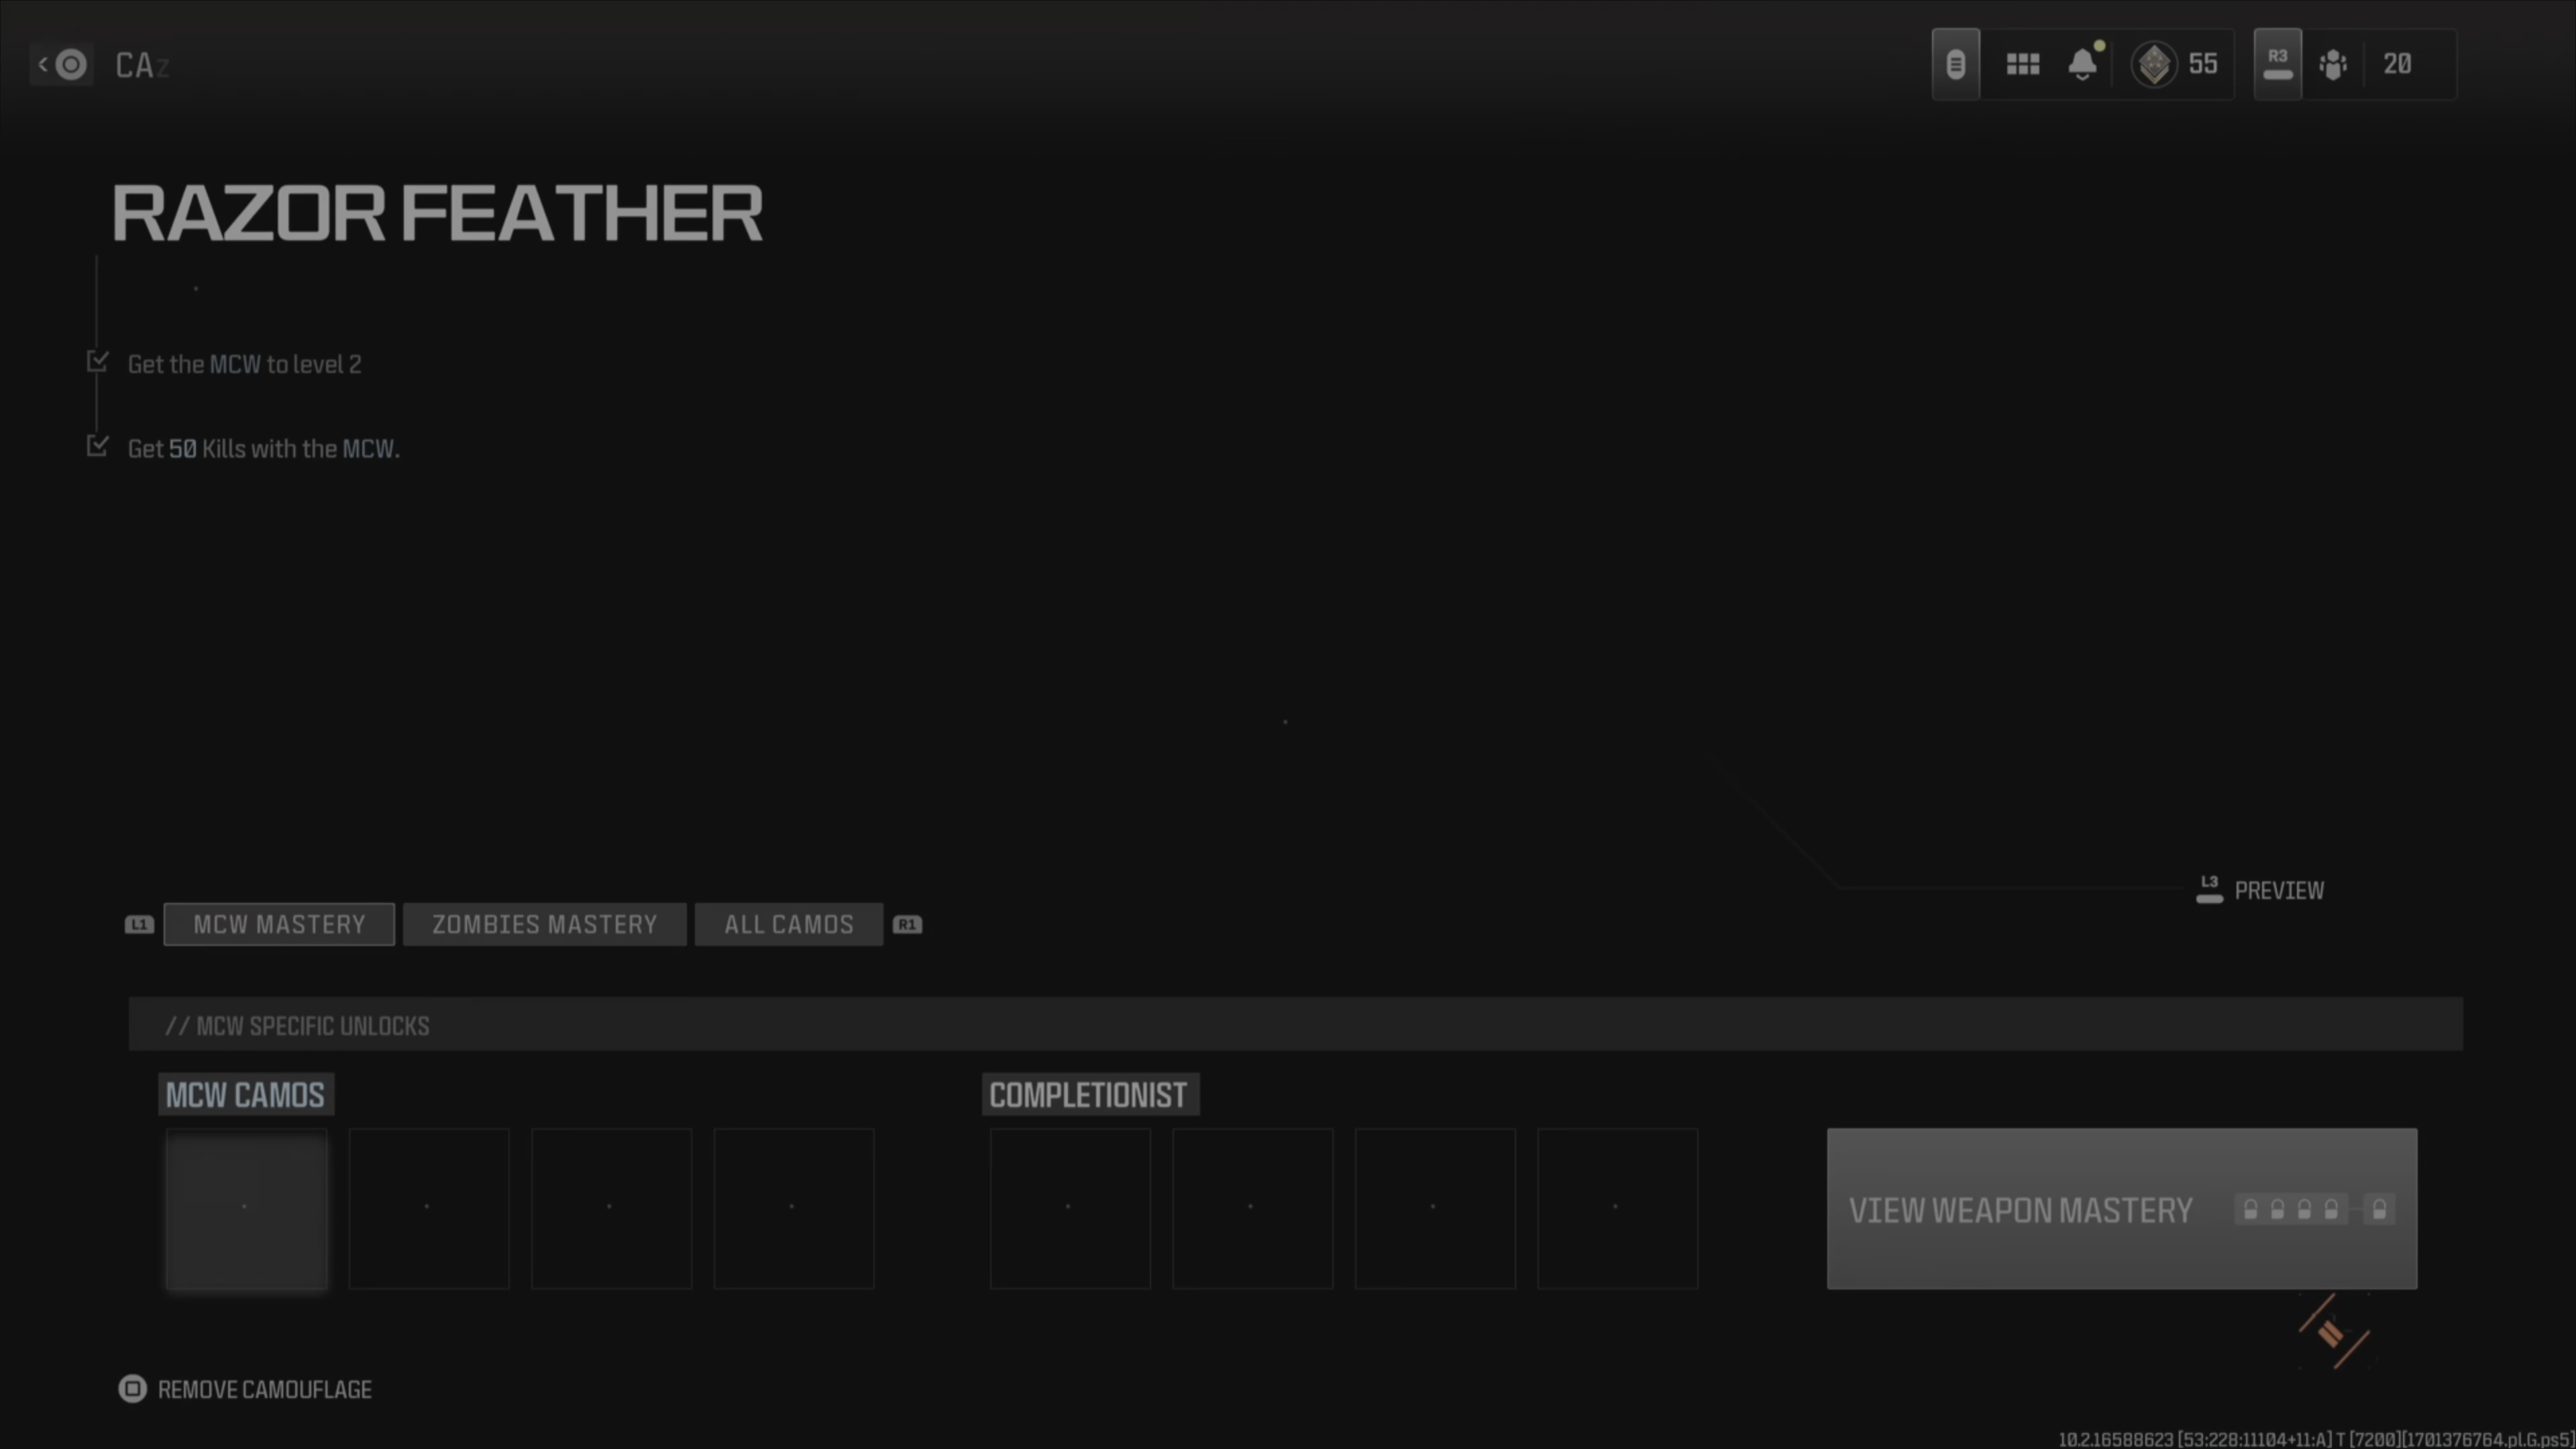 CAz
55
R3
20
RAZOR FEATHER
Get the MCW to level 2
Get 50 Kills with the MCW.
L3
PREVIEW
L1 MCW MASTERY ZOMBIES MASTERY ALL CAMOS R1
// MCW SPECIFIC UNLOCKS
MCW CAMOS
COMPLETIONIST
VIEW WEAPON MASTERY
REMOVE CAMOUFLAGE
10.2.16588623 [53:228:11104+11:A] T [7200][1701376764.pl.G.ps5]